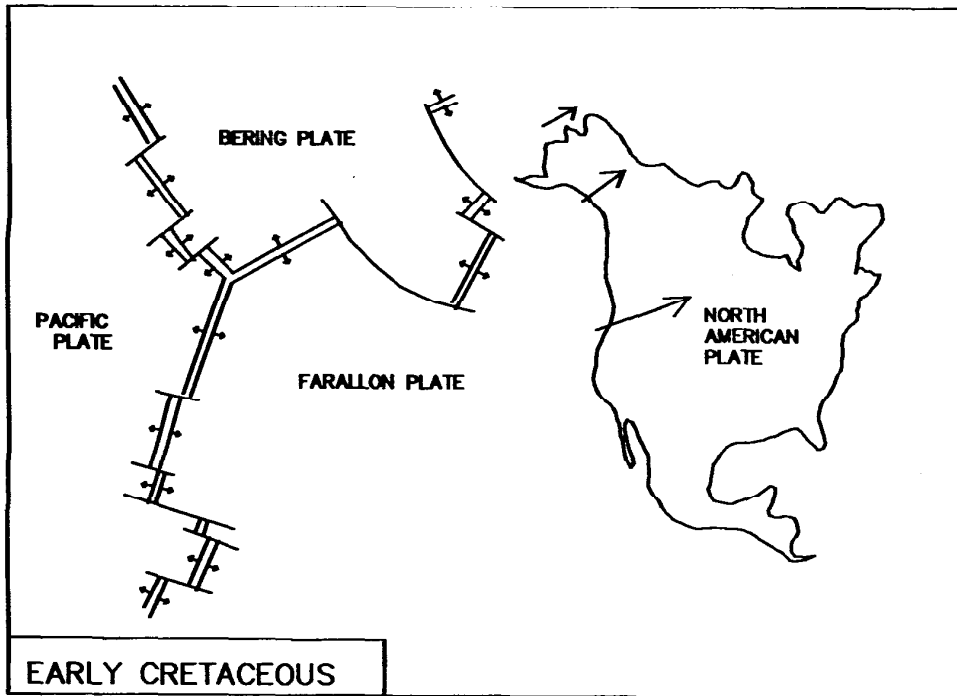 BERING PLATE
PACIFIC
PLATE
NORTH
AMERICAN
PLATE
FARALLON PLATE
EARLY CRETACEOUS